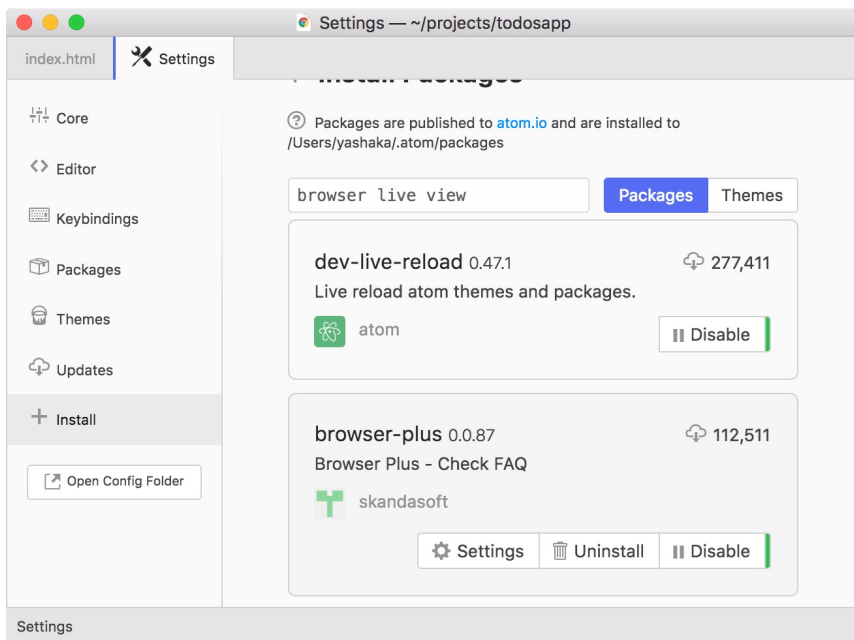 Settings — ~/projects/todosapp
index.html
Settings
Install Packages
Core
Editor
Keybindings
Packages
Themes
Updates
Install
Open Config Folder
Packages are published to atom.io and are installed to
/Users/yashaka/.atom/packages
browser live view
Packages Themes
dev-live-reload 0.47.1 277,411
Live reload atom themes and packages.
atom
Disable
browser-plus 0.0.87 112,511
Browser Plus - Check FAQ
skandasoft
Settings Uninstall Disable
Settings